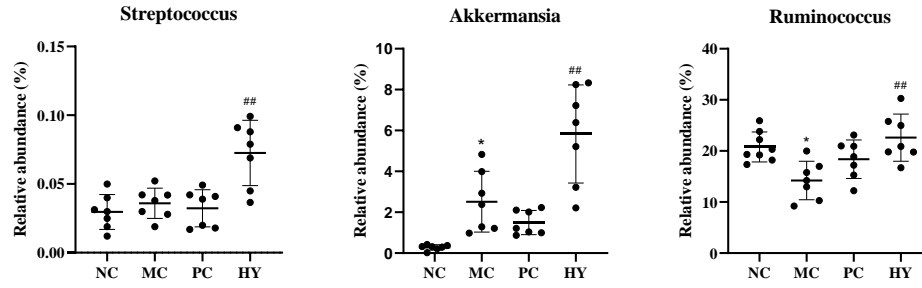 Streptococcus
Relative abundance (%)
0.15
0.10
0.05
0.00
##
NC MC PC HY
Akkermansia
Relative abundance (%)
10
8
6
4
2
0
*
##
NC MC PC HY
Ruminococcus
Relative abundance (%)
40
30
20
10
0
*
##
NC MC PC HY